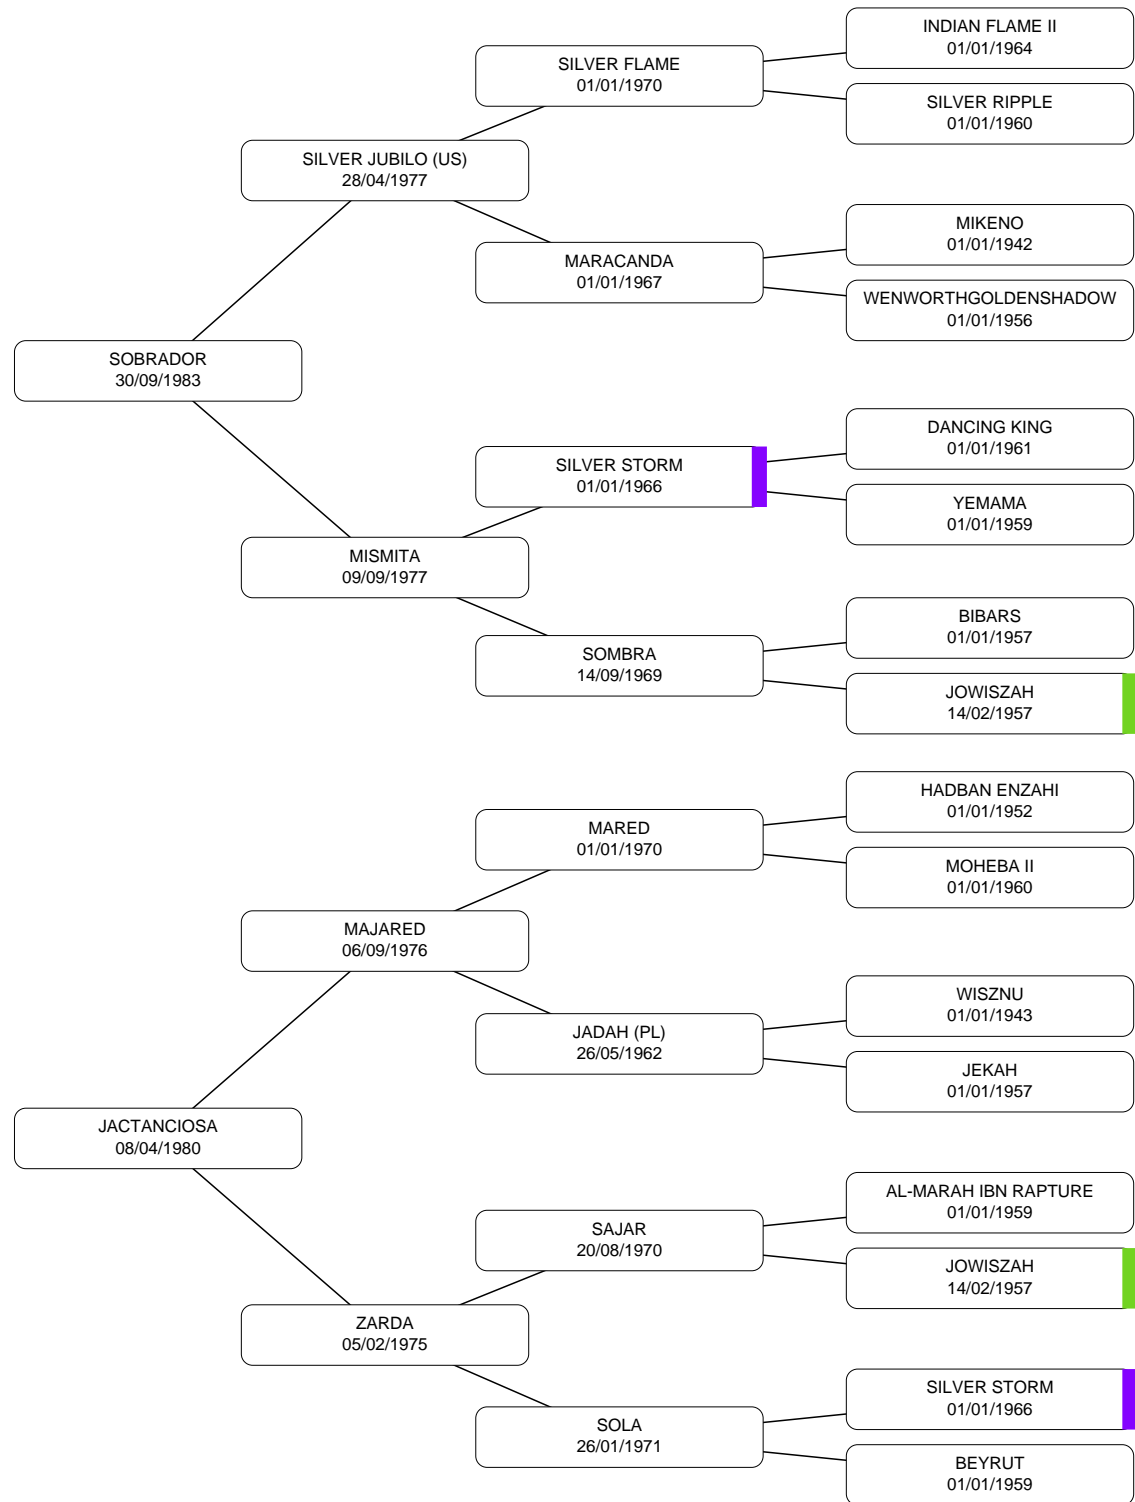 INDIAN FLAME II
01/01/1964
SILVER FLAME
01/01/1970
SILVER RIPPLE
01/01/1960
SILVER JUBILO (US)
28/04/1977
MIKENO
01/01/1942
MARACANDA
01/01/1967
WENWORTHGOLDENSHADOW
01/01/1956
SOBRADOR
30/09/1983
DANCING KING
01/01/1961
SILVER STORM
01/01/1966
YEMAMA
01/01/1959
MISMITA
09/09/1977
BIBARS
01/01/1957
SOMBRA
14/09/1969
JOWISZAH
14/02/1957
HADBAN ENZAHI
01/01/1952
MARED
01/01/1970
MOHEBA II
01/01/1960
MAJARED
06/09/1976
WISZNU
01/01/1943
JADAH (PL)
26/05/1962
JEKAH
01/01/1957
JACTANCIOSA
08/04/1980
AL-MARAH IBN RAPTURE
01/01/1959
SAJAR
20/08/1970
JOWISZAH
14/02/1957
ZARDA
05/02/1975
SILVER STORM
01/01/1966
SOLA
26/01/1971
BEYRUT
01/01/1959